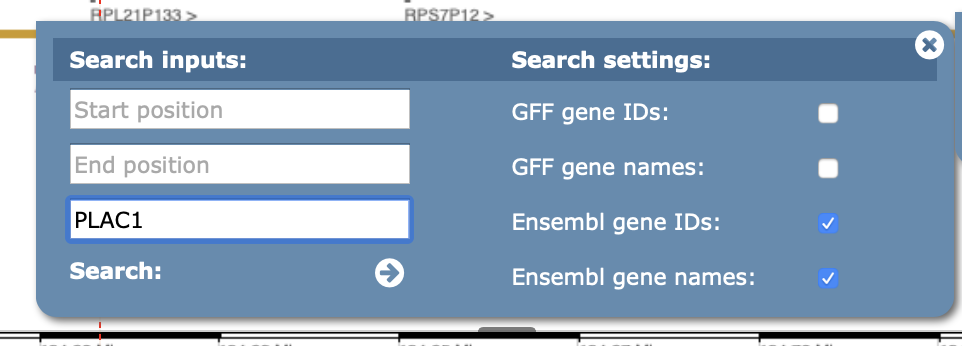 RPL21P133 >
RPS7P12 >
Search inputs:
Search settings:
Start position
GFF gene IDs:
End position
GFF gene names:
PLAC1
Ensembl gene IDs:
Search:
Ensembl gene names: